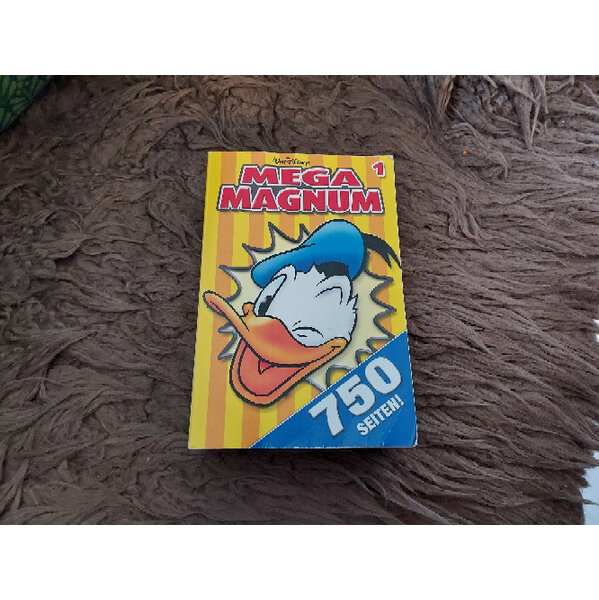 Walt Disney
MEGA
MAGNUM
1
750
SEITEN!